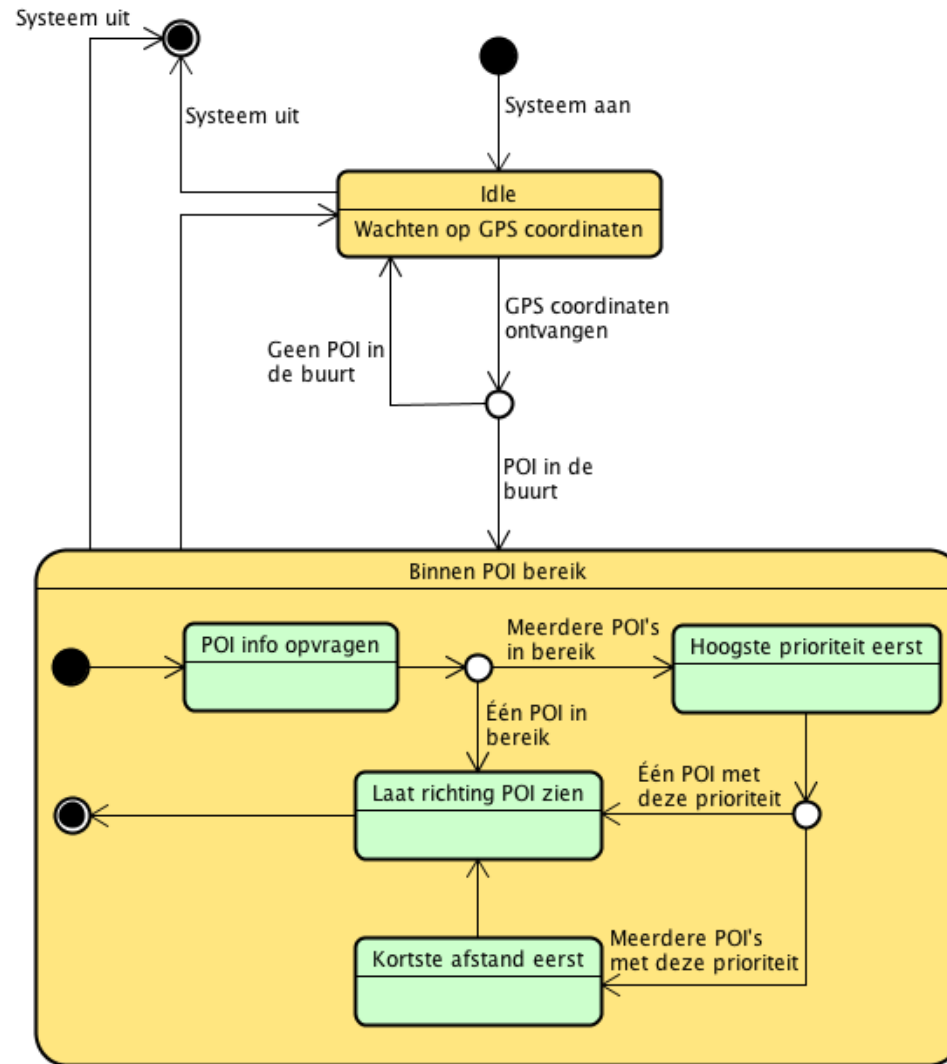 Systeem uit
Systeem uit
Systeem aan
Idle
Wachten op GPS coordinaten
GPS coordinaten
ontvangen
Geen POI in
de buurt
POI in de
buurt
Binnen POI bereik
POI info opvragen
Meerdere POI's
in bereik
Hoogste prioriteit eerst
Één POI in
bereik
Laat richting POI zien
Één POI met
deze prioriteit
Kortste afstand eerst
Meerdere POI's
met deze prioriteit